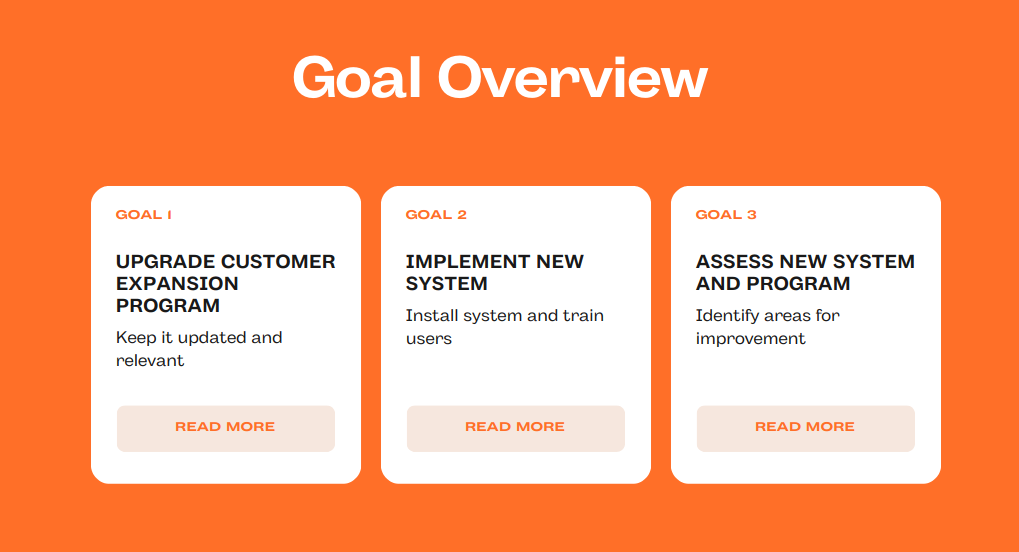 Goal Overview
GOAL 1
UPGRADE CUSTOMER
EXPANSION
PROGRAM
Keep it updated and
relevant
READ MORE
GOAL 2
IMPLEMENT NEW
SYSTEM
Install system and train
users
READ MORE
GOAL 3
ASSESS NEW SYSTEM
AND PROGRAM
Identify areas for
improvement
READ MORE